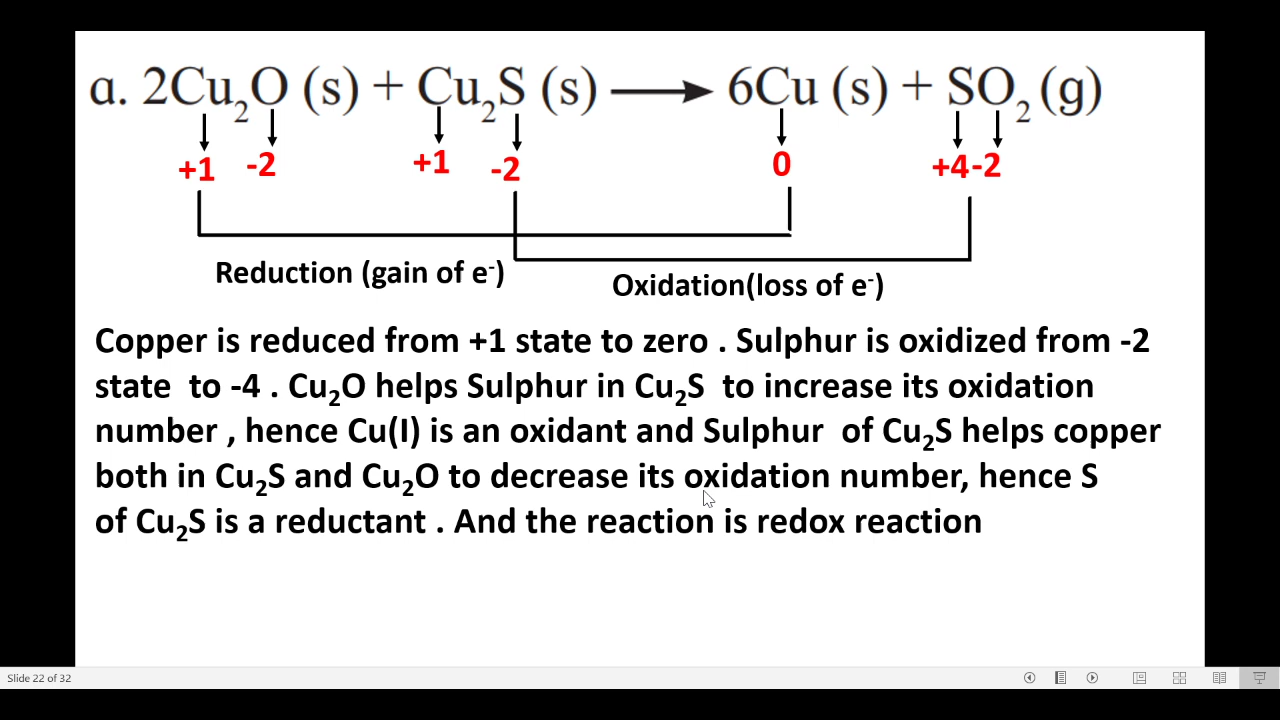 a. 2Cu₂O (s) + Cu₂S (s) ⟶ 6Cu (s) + SO₂ (g)
+1 -2 +1 -2 0 +4 -2
Reduction (gain of e⁻)
Oxidation(loss of e⁻)
Copper is reduced from +1 state to zero . Sulphur is oxidized from -2
state to -4 . Cu₂O helps Sulphur in Cu₂S to increase its oxidation
number , hence Cu(I) is an oxidant and Sulphur of Cu₂S helps copper
both in Cu₂S and Cu₂O to decrease its oxidation number, hence S
of Cu₂S is a reductant . And the reaction is redox reaction
Slide 22 of 32